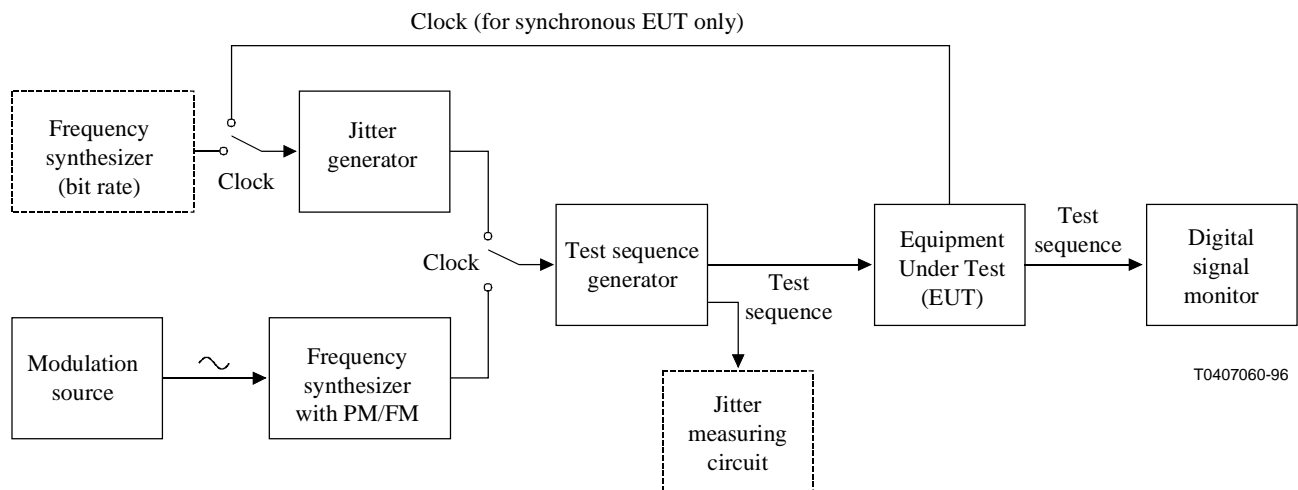 Clock (for synchronous EUT only)
Frequency
synthesizer
(bit rate)
Clock
Jitter
generator
Clock
Test sequence
generator
Test
sequence
Equipment
Under Test
(EUT)
Test
sequence
Digital
signal
monitor
Modulation
source
Frequency
synthesizer
with PM/FM
Jitter
measuring
circuit
T0407060-96